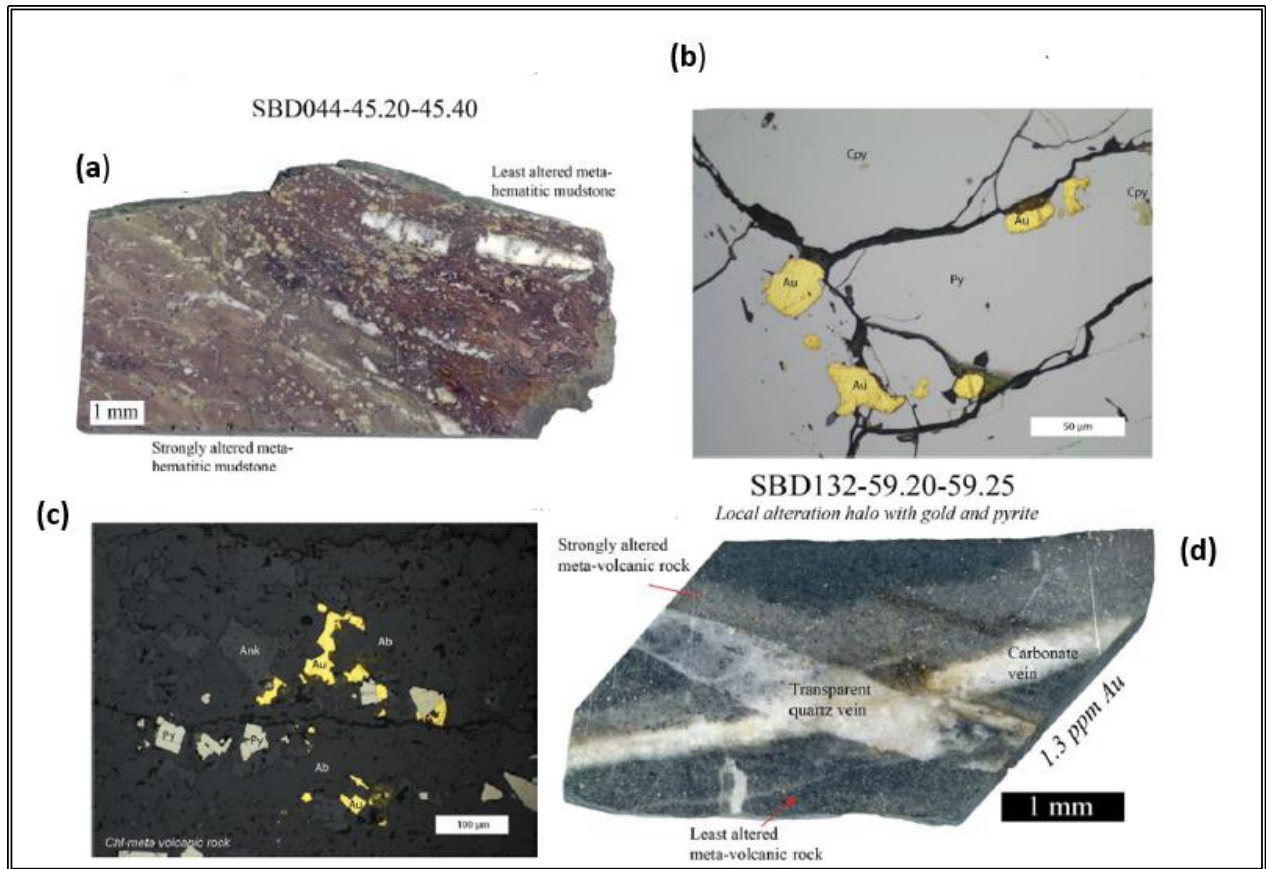 (b)
SBD044-45.20-45.40
(a)
Least altered meta-
hematitic mudstone
1 mm
Strongly altered meta-
hematitic mudstone
Cpy
Cpy
Au
Au
Py
Au
50 µm
SBD132-59.20-59.25
Local alteration halo with gold and pyrite
(c)
Strongly altered
meta-volcanic rock
(d)
Ab
Ank
Au
Py
Py
Ab
Au
100 µm
Chf-meta volcanic rock
Carbonate
vein
Transparent
quartz vein
1.3 ppm Au
1 mm
Least altered
meta-volcanic rock